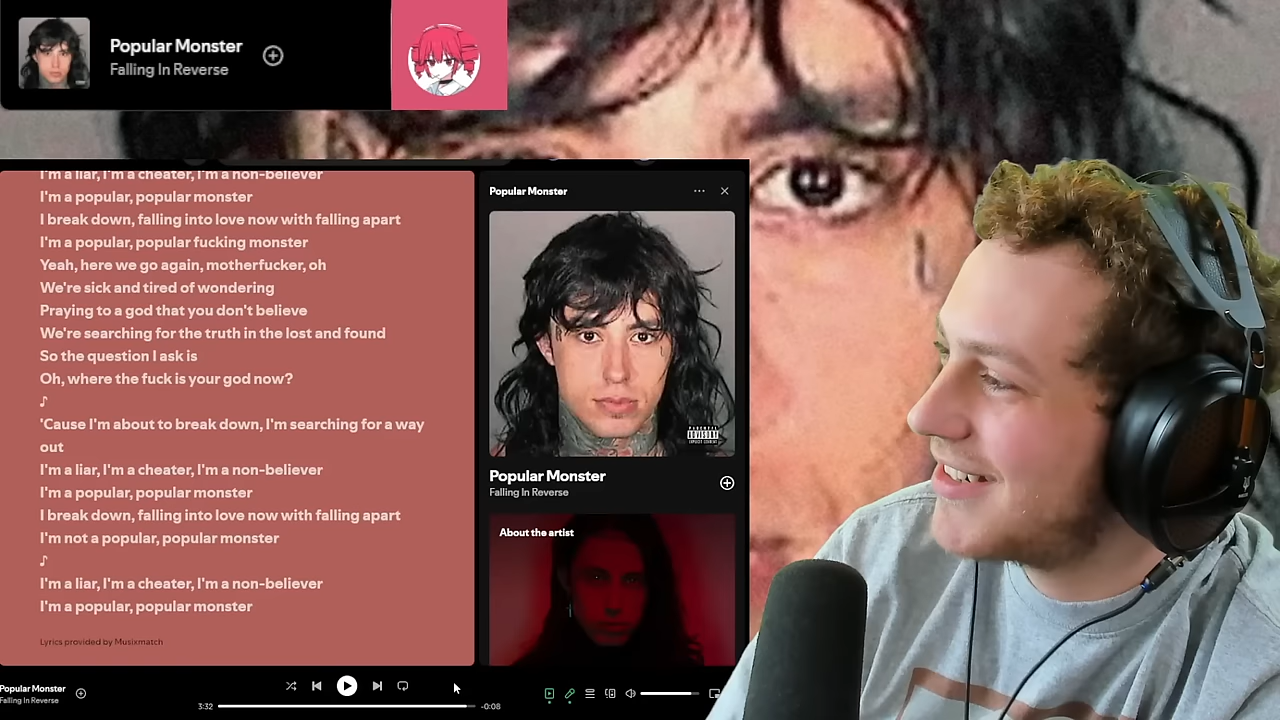 Popular Monster
Falling In Reverse
I'm a liar, I'm a cheater, I'm a non-believer
I'm a popular, popular monster
I break down, falling into love now with falling apart
I'm a popular, popular fucking monster
Yeah, here we go again, motherfucker, oh
We're sick and tired of wondering
Praying to a god that you don't believe
We're searching for the truth in the lost and found
So the question I ask is
Oh, where the fuck is your god now?
♪
'Cause I'm about to break down, I'm searching for a way
out
I'm a liar, I'm a cheater, I'm a non-believer
I'm a popular, popular monster
I break down, falling into love now with falling apart
I'm not a popular, popular monster
♪
I'm a liar, I'm a cheater, I'm a non-believer
I'm a popular, popular monster
Lyrics provided by Musixmatch
Popular Monster
PARENTAL
ADVISORY
EXPLICIT CONTENT
Popular Monster
Falling In Reverse
About the artist
Popular Monster
Falling In Reverse
3:32
-0:08